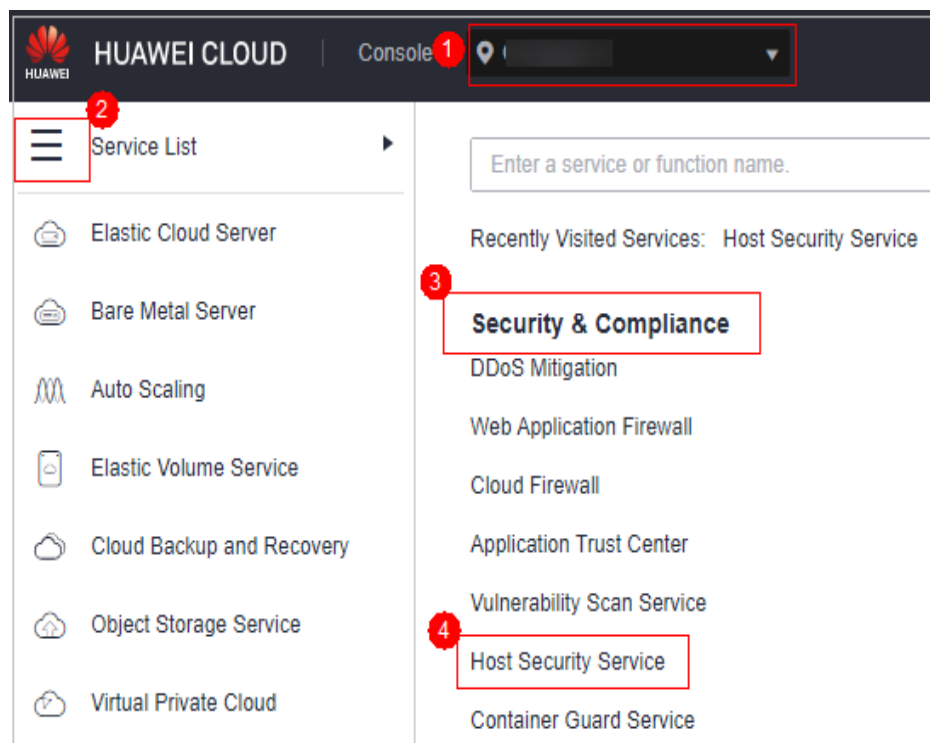 HUAWEI
HUAWEI CLOUD
Console
1
2
Service List
Enter a service or function name.
Elastic Cloud Server
Recently Visited Services: Host Security Service
3
Bare Metal Server
Security & Compliance
DDoS Mitigation
Auto Scaling
Web Application Firewall
Elastic Volume Service
Cloud Firewall
Cloud Backup and Recovery
Application Trust Center
Vulnerability Scan Service
Object Storage Service
4
Host Security Service
Virtual Private Cloud
Container Guard Service